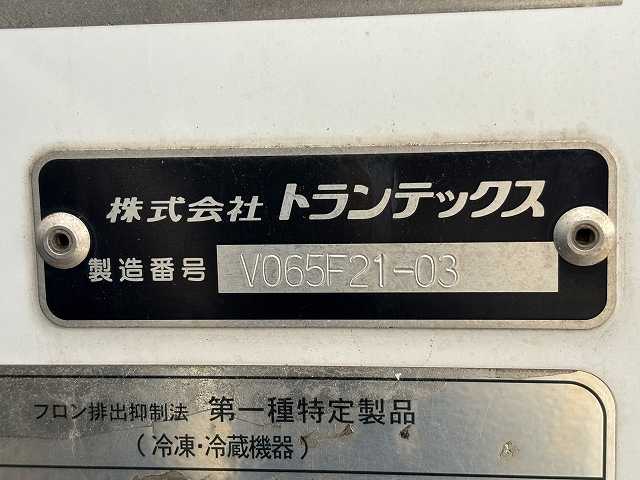 株式会社 トランテックス
製造番号 V065F21-03
フロン排出抑制法 第一種特定製品
(冷凍・冷蔵機器)